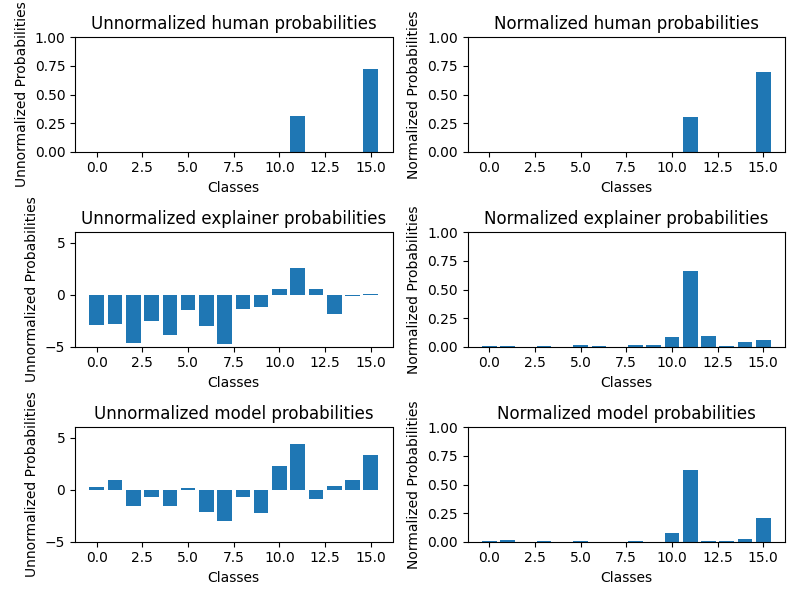 Unnormalized human probabilities
Unnormalized Probabilities
1.00
0.75
0.50
0.25
0.00
0.0 2.5 5.0 7.5 10.0 12.5 15.0
Classes
Normalized human probabilities
Normalized Probabilities
1.00
0.75
0.50
0.25
0.00
0.0 2.5 5.0 7.5 10.0 12.5 15.0
Classes
Unnormalized explainer probabilities
Unnormalized Probabilities
5
0
−5
0.0 2.5 5.0 7.5 10.0 12.5 15.0
Classes
Normalized explainer probabilities
Normalized Probabilities
1.00
0.75
0.50
0.25
0.00
0.0 2.5 5.0 7.5 10.0 12.5 15.0
Classes
Unnormalized model probabilities
Unnormalized Probabilities
5
0
−5
0.0 2.5 5.0 7.5 10.0 12.5 15.0
Classes
Normalized model probabilities
Normalized Probabilities
1.00
0.75
0.50
0.25
0.00
0.0 2.5 5.0 7.5 10.0 12.5 15.0
Classes